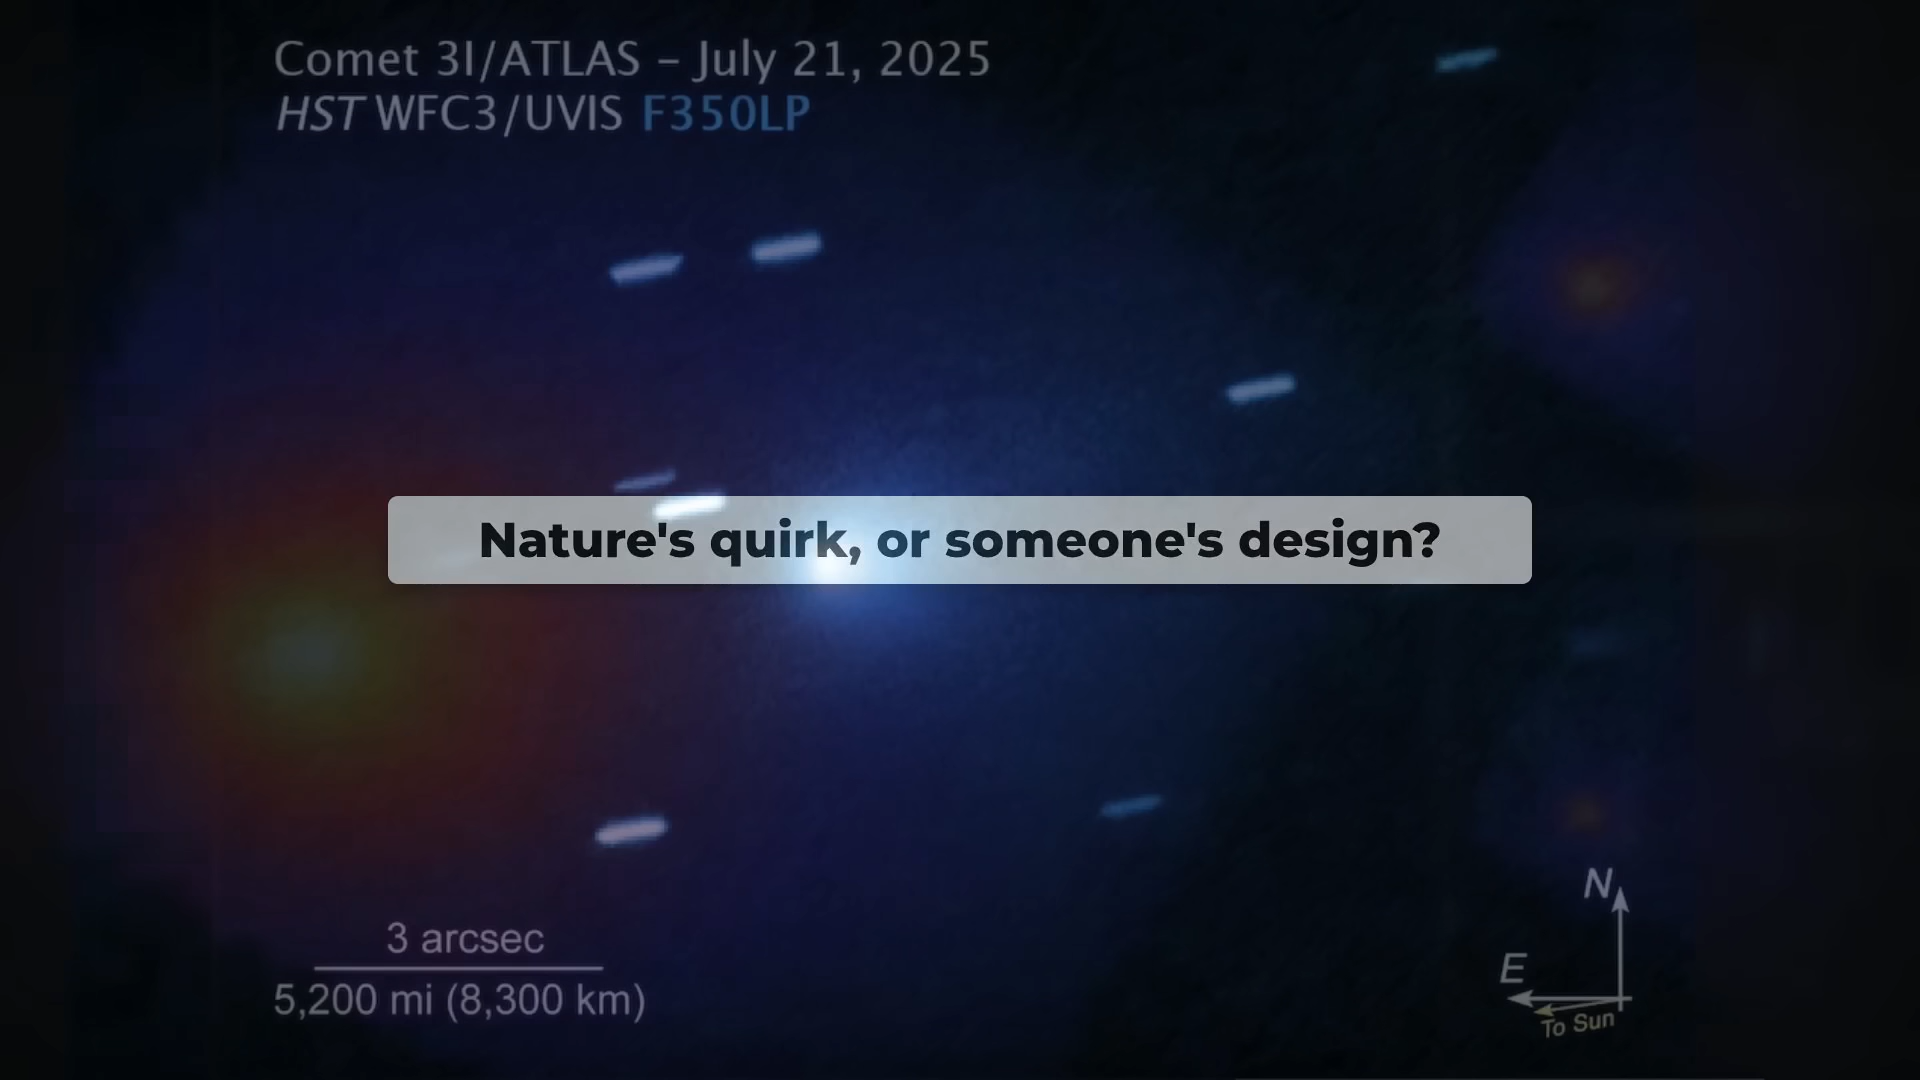 Comet 3I/ATLAS – July 21, 2025
HST WFC3/UVIS F350LP
Nature's quirk, or someone's design?
3 arcsec
5,200 mi (8,300 km)
N
E
To Sun